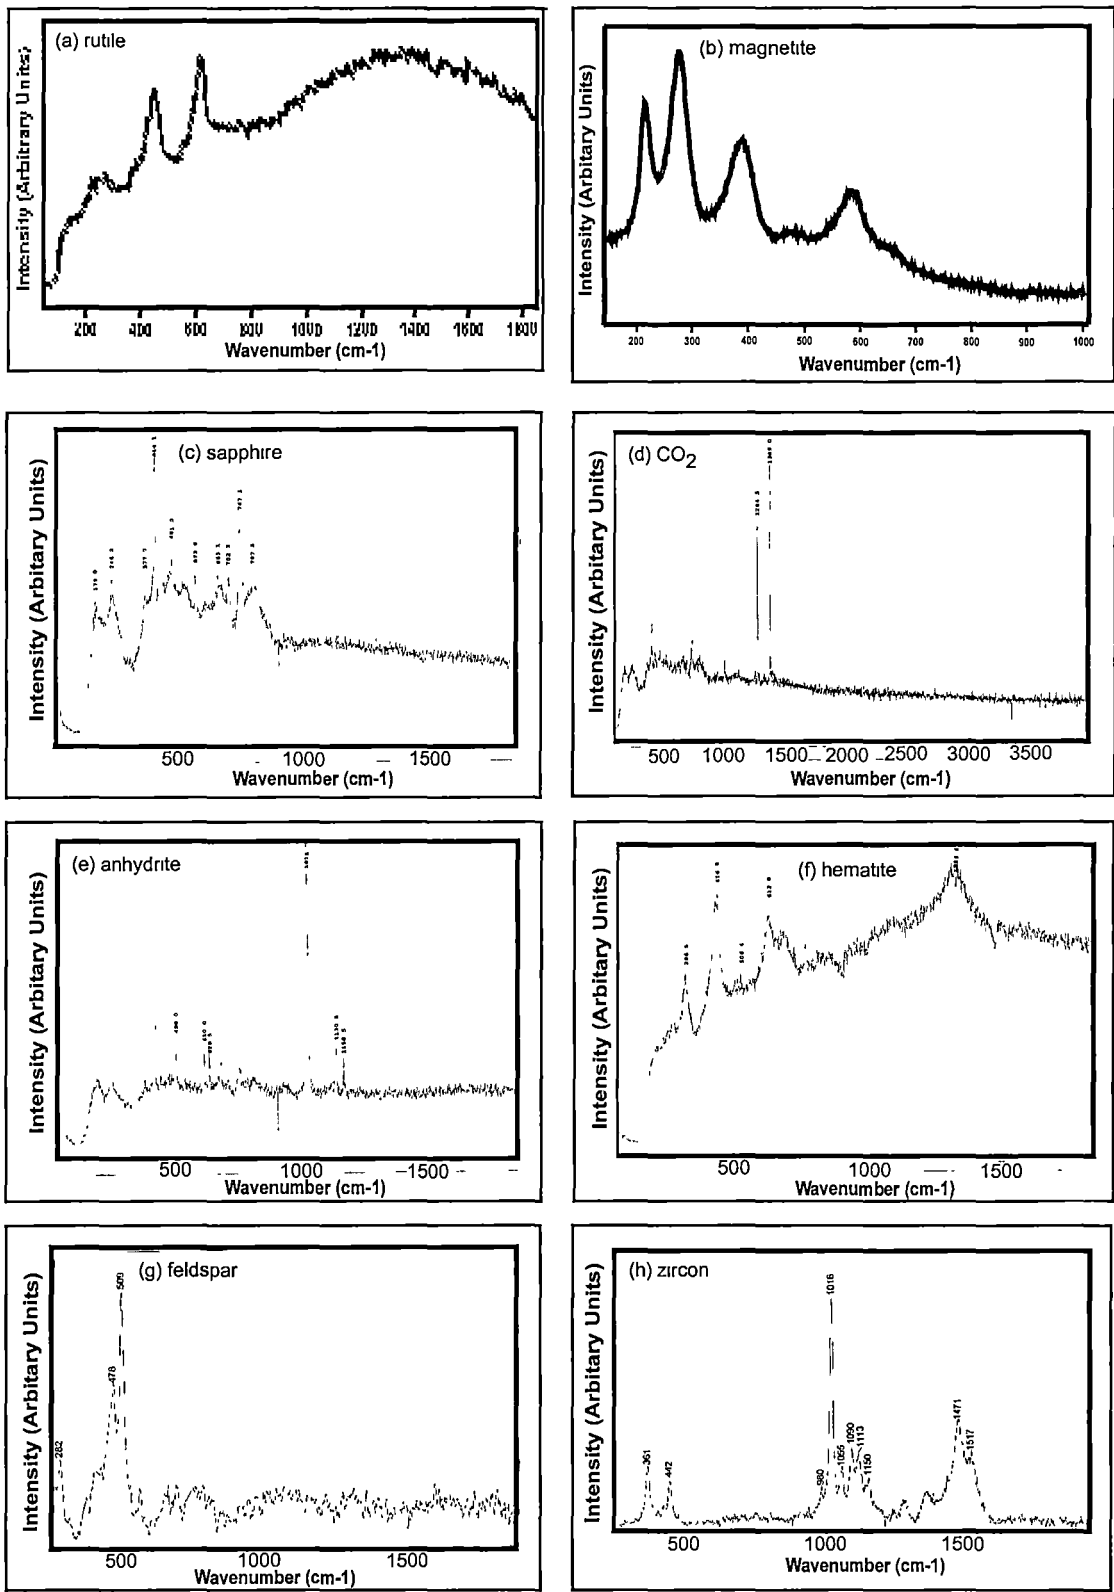 (a) rutile
Intensity (Arbitrary Units)
200 400 600 800 1000 1200 1400 1600 1800
Wavenumber (cm-1)
(b) magnetite
Intensity (Arbitary Units)
200 300 400 500 600 700 800 900 1000
Wavenumber (cm-1)
(c) sapphire
Intensity (Arbitary Units)
500 1000 1500
Wavenumber (cm-1)
(d) CO2
Intensity (Arbitary Units)
500 1000 1500 2000 2500 3000 3500
Wavenumber (cm-1)
(e) anhydrite
Intensity (Arbitary Units)
500 1000 1500
Wavenumber (cm-1)
(f) hematite
Intensity (Arbitary Units)
500 1000 1500
Wavenumber (cm-1)
(g) feldspar
Intensity (Arbitary Units)
282 478 509
500 1000 1500
Wavenumber (cm-1)
(h) zircon
Intensity (Arbitary Units)
361 442 980 1016 1055 1090 1113 1150 1471 1517
500 1000 1500
Wavenumber (cm-1)